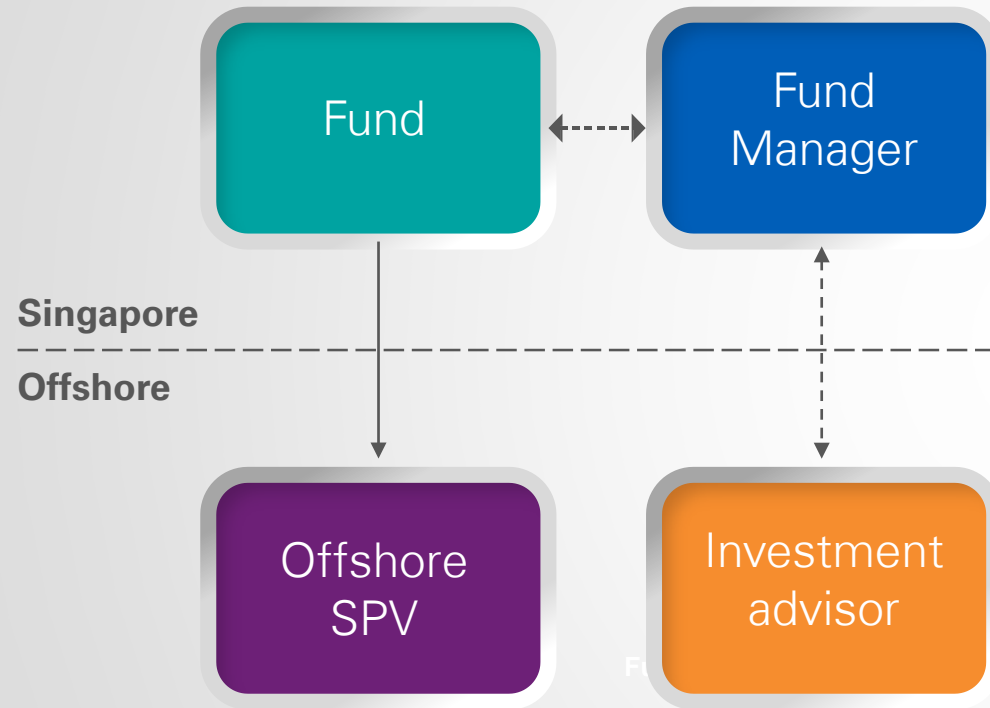 Fund
Fund
Manager
Singapore
Offshore
Offshore
SPV
Investment
advisor